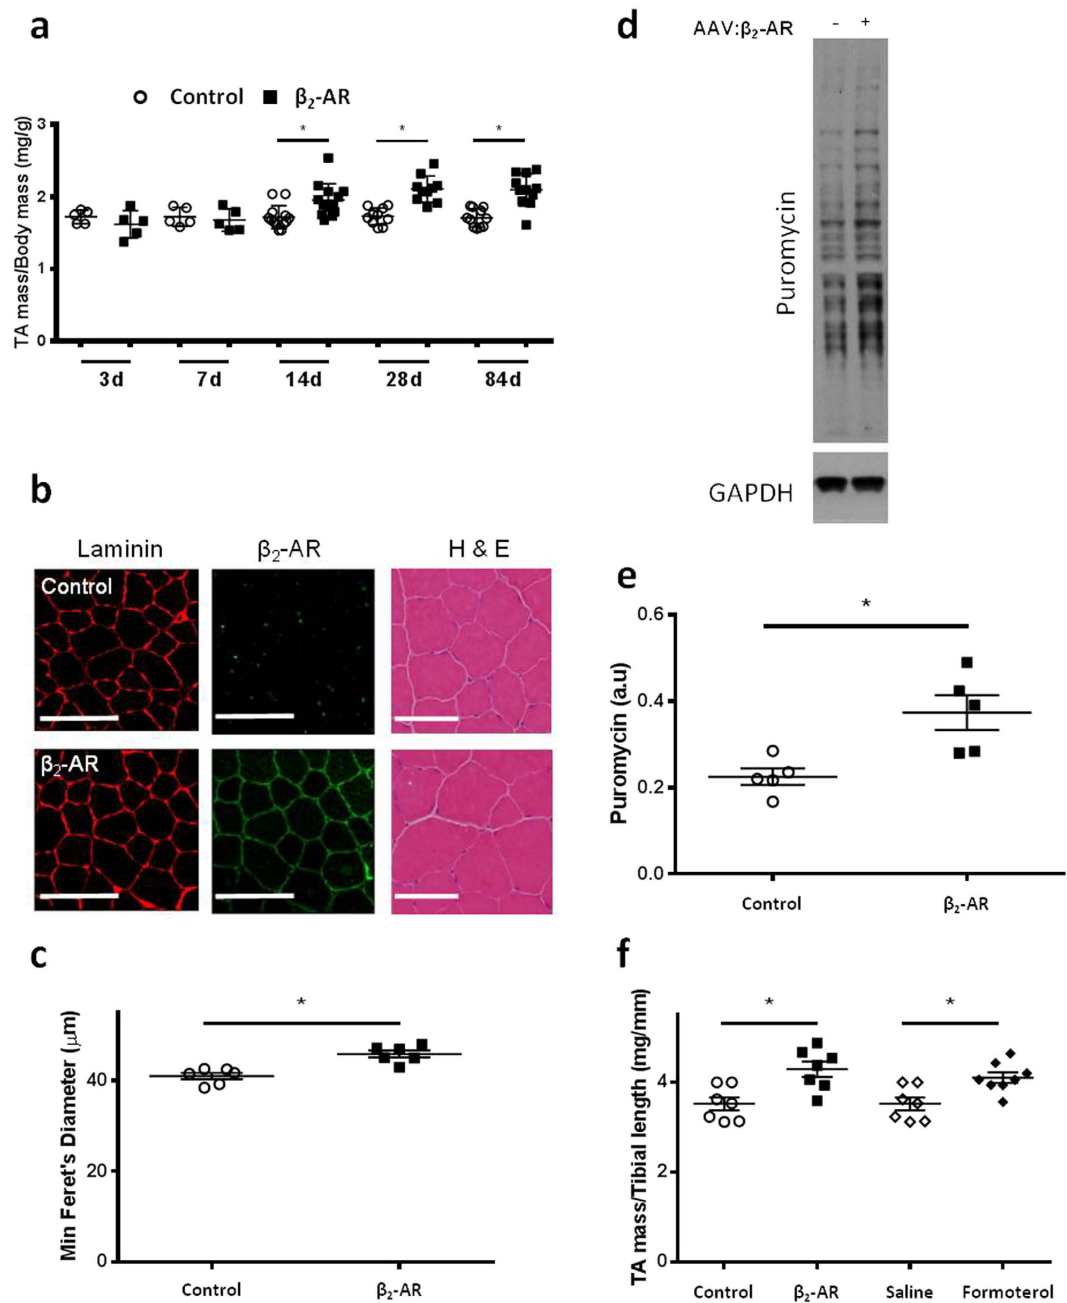 a
Control β₂-AR
TA mass/Body mass (mg/g)
3
2
1
0
* * *
3d 7d 14d 28d 84d
b
Laminin β₂-AR H & E
Control
β₂-AR
c
Min Feret's Diameter (μm)
40
20
0
*
Control β₂-AR
d
AAV:β₂-AR - +
Puromycin
GAPDH
e
Puromycin (a.u)
0.6
0.4
0.2
0.0
*
Control β₂-AR
f
TA mass/Tibial length (mg/mm)
4
2
0
* *
Control β₂-AR Saline Formoterol